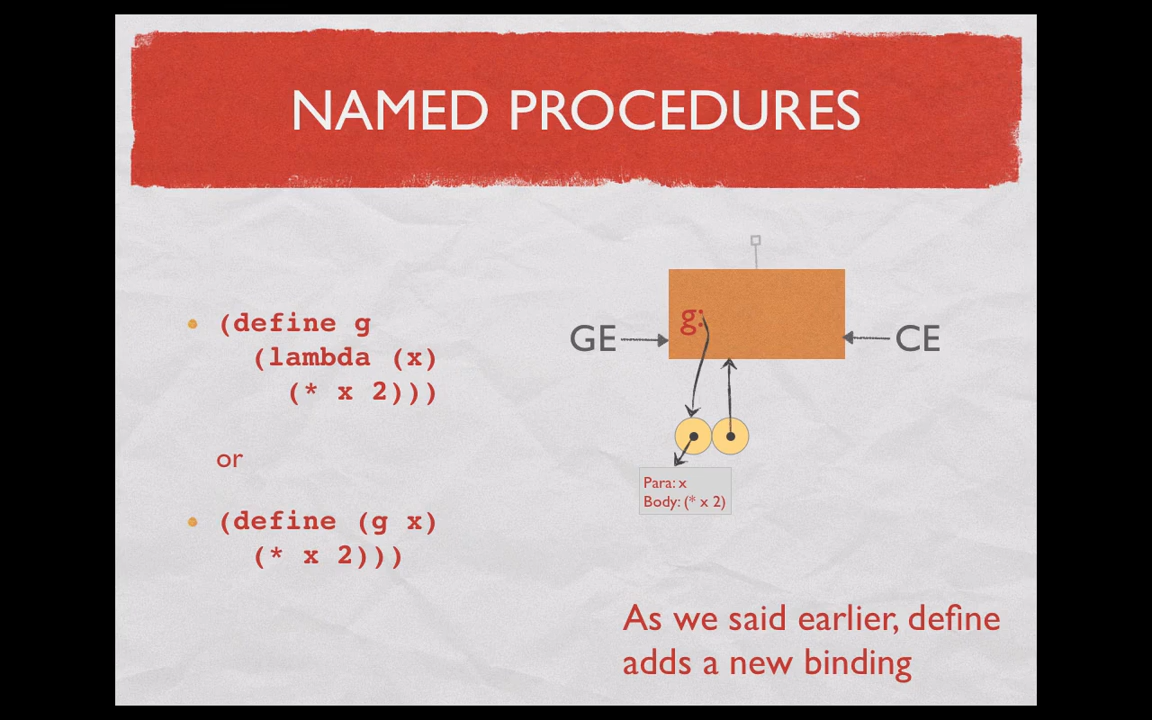 NAMED PROCEDURES
(define g
(lambda (x)
(* x 2)))
or
(define (g x)
(* x 2)))
g:
GE
CE
Para: x
Body: (* x 2)
As we said earlier, define
adds a new binding